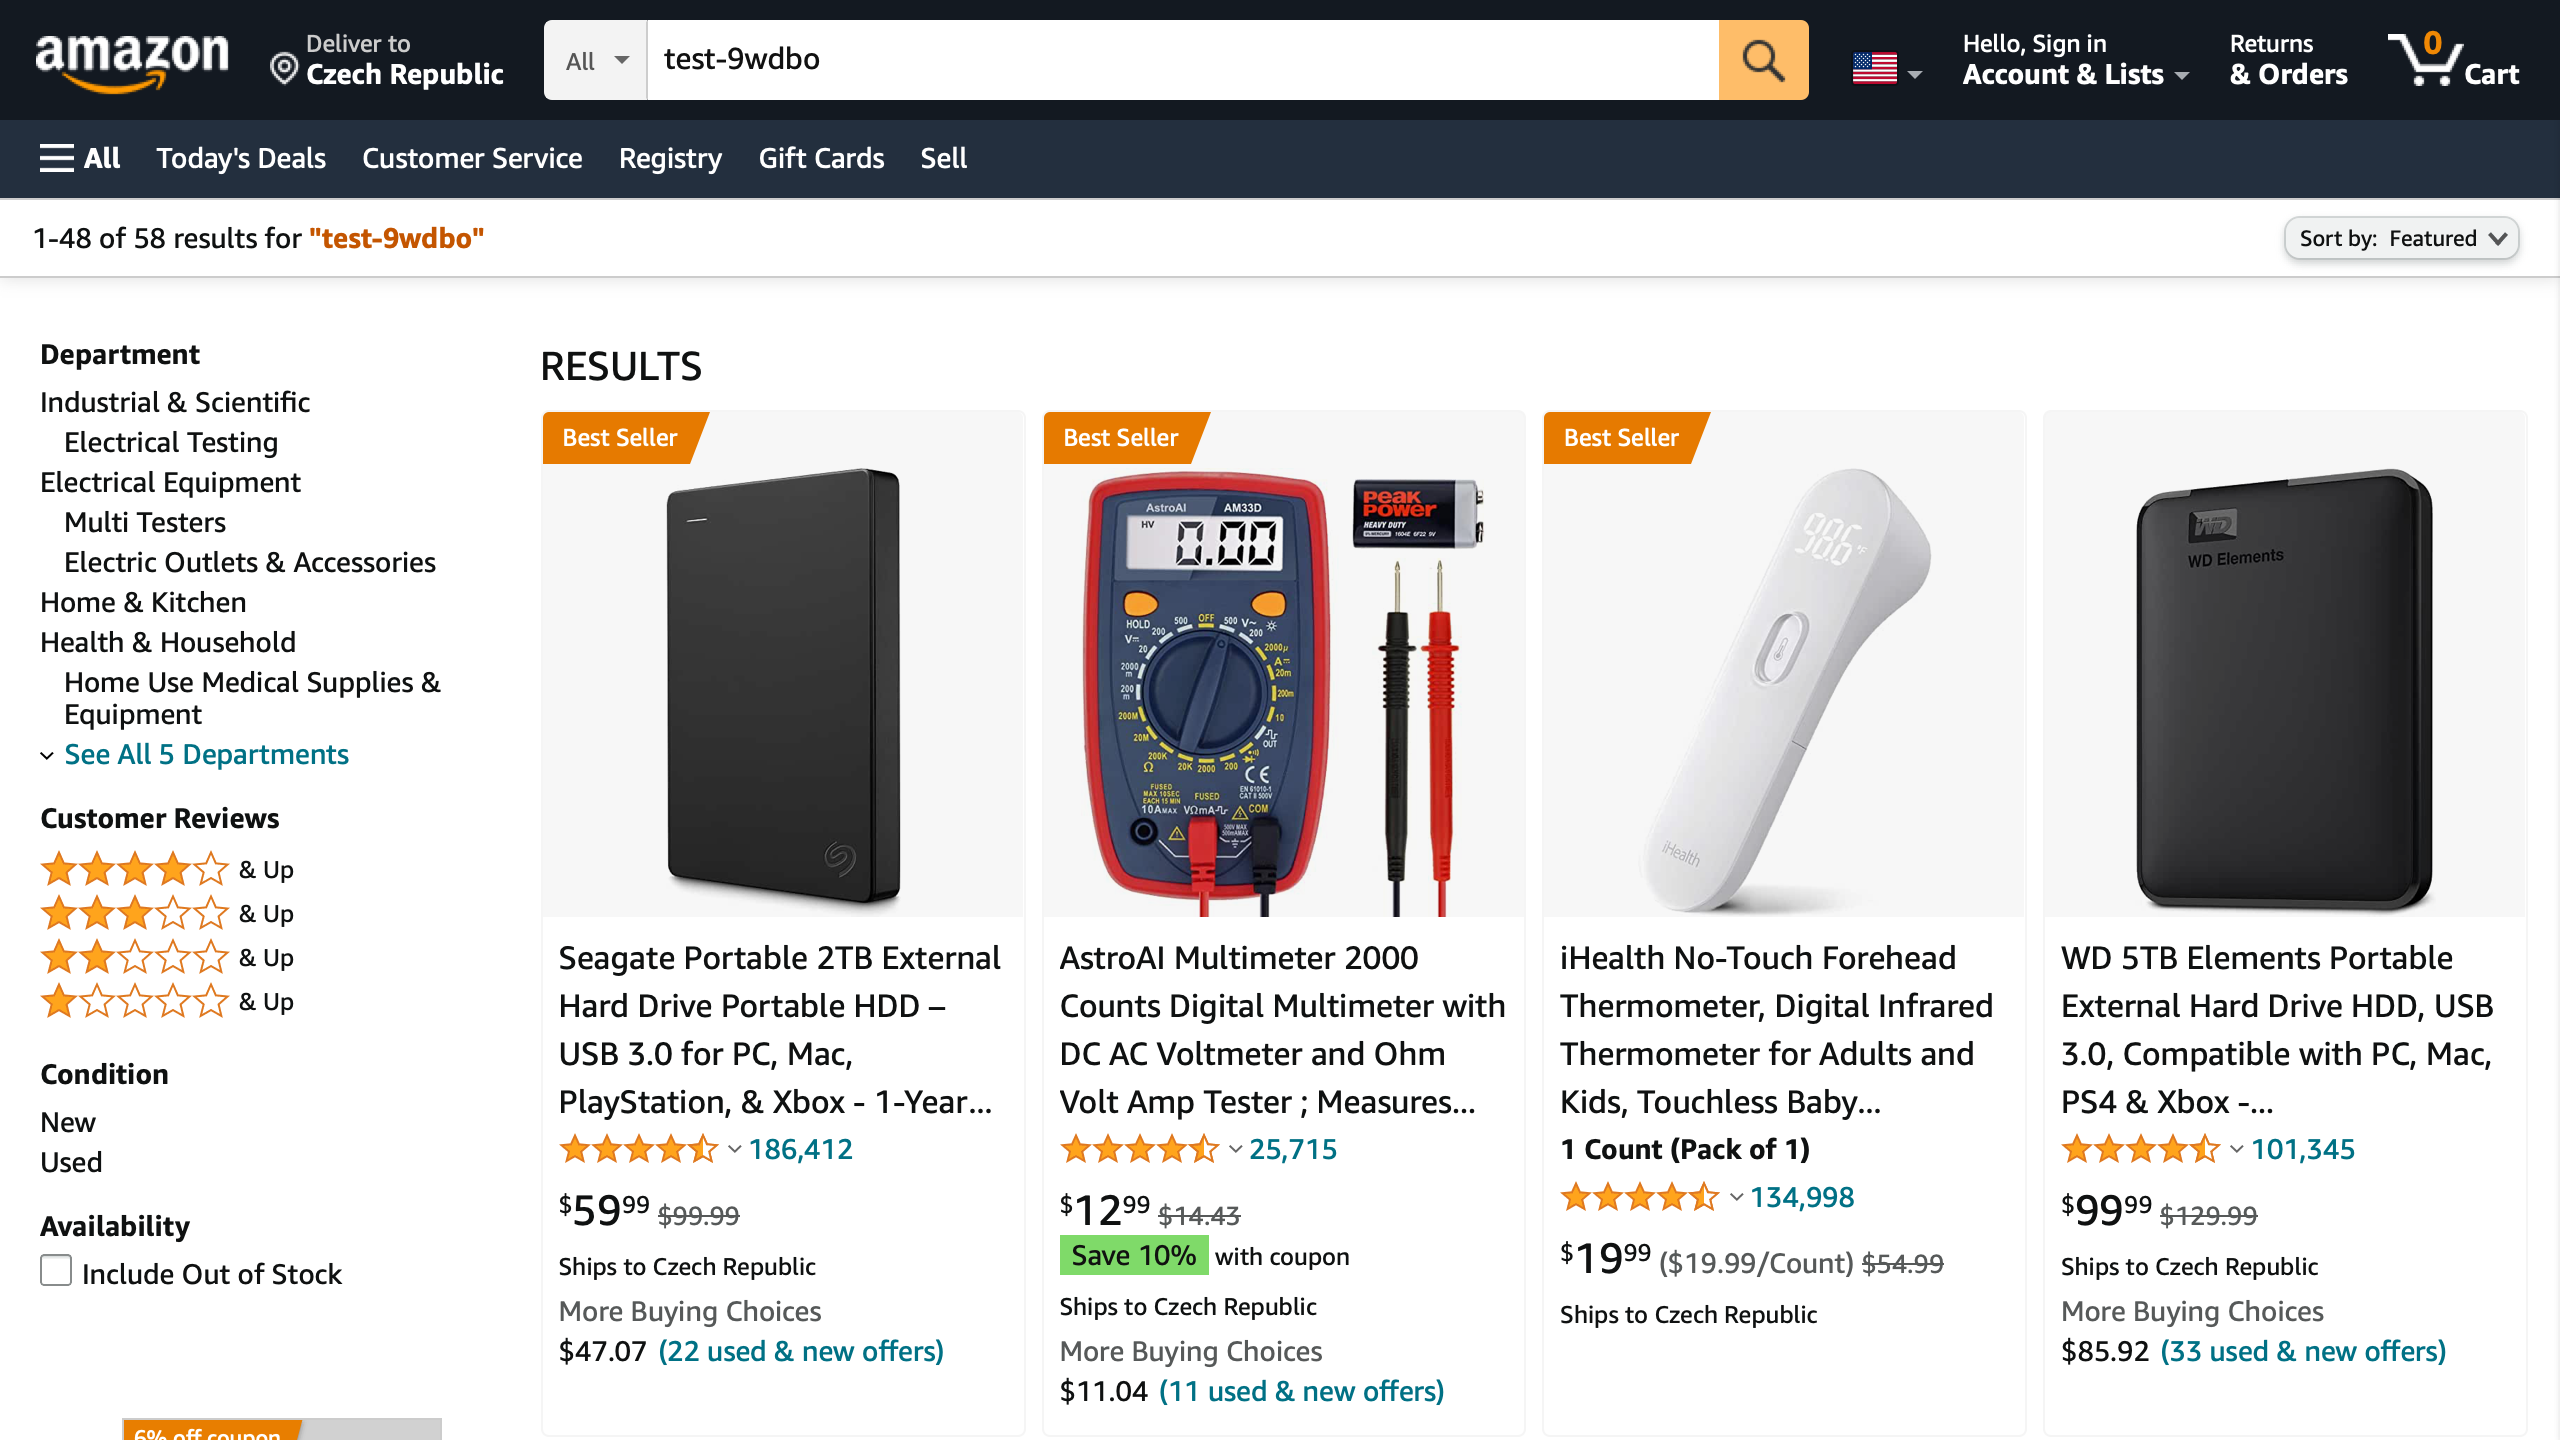 amazon
Deliver to
Czech Republic
All
test-9wdbo
Hello, Sign in
Account & Lists
Returns
& Orders
0
Cart
All
Today's Deals
Customer Service
Registry
Gift Cards
Sell
1-48 of 58 results for "test-9wdbo"
Sort by: Featured
Department
Industrial & Scientific
Electrical Testing
Electrical Equipment
Multi Testers
Electric Outlets & Accessories
Home & Kitchen
Health & Household
Home Use Medical Supplies &
Equipment
See All 5 Departments
Customer Reviews
& Up
& Up
& Up
& Up
Condition
New
Used
Availability
Include Out of Stock
6% off coupon
RESULTS
Best Seller
Seagate Portable 2TB External
Hard Drive Portable HDD –
USB 3.0 for PC, Mac,
PlayStation, & Xbox - 1-Year...
186,412
$5999 $99.99
Ships to Czech Republic
More Buying Choices
$47.07 (22 used & new offers)
Best Seller
AstroAI AM33D
HV
0.00
HOLD
OFF
PEAK
POWER
HEAVY DUTY
AstroAI Multimeter 2000
Counts Digital Multimeter with
DC AC Voltmeter and Ohm
Volt Amp Tester ; Measures...
25,715
$1299 $14.43
Save 10% with coupon
Ships to Czech Republic
More Buying Choices
$11.04 (11 used & new offers)
Best Seller
iHealth
iHealth No-Touch Forehead
Thermometer, Digital Infrared
Thermometer for Adults and
Kids, Touchless Baby...
1 Count (Pack of 1)
134,998
$1999 ($19.99/Count) $54.99
Ships to Czech Republic
WD
WD Elements
WD 5TB Elements Portable
External Hard Drive HDD, USB
3.0, Compatible with PC, Mac,
PS4 & Xbox -...
101,345
$9999 $129.99
Ships to Czech Republic
More Buying Choices
$85.92 (33 used & new offers)